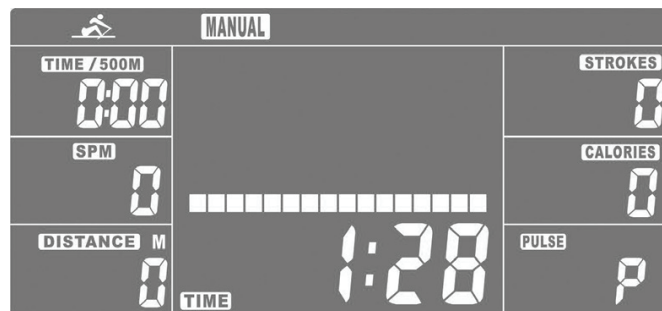 MANUAL
TIME / 500M
0:00
SPM
0
DISTANCE M
0
1:28
TIME
STROKES
0
CALORIES
0
PULSE
P